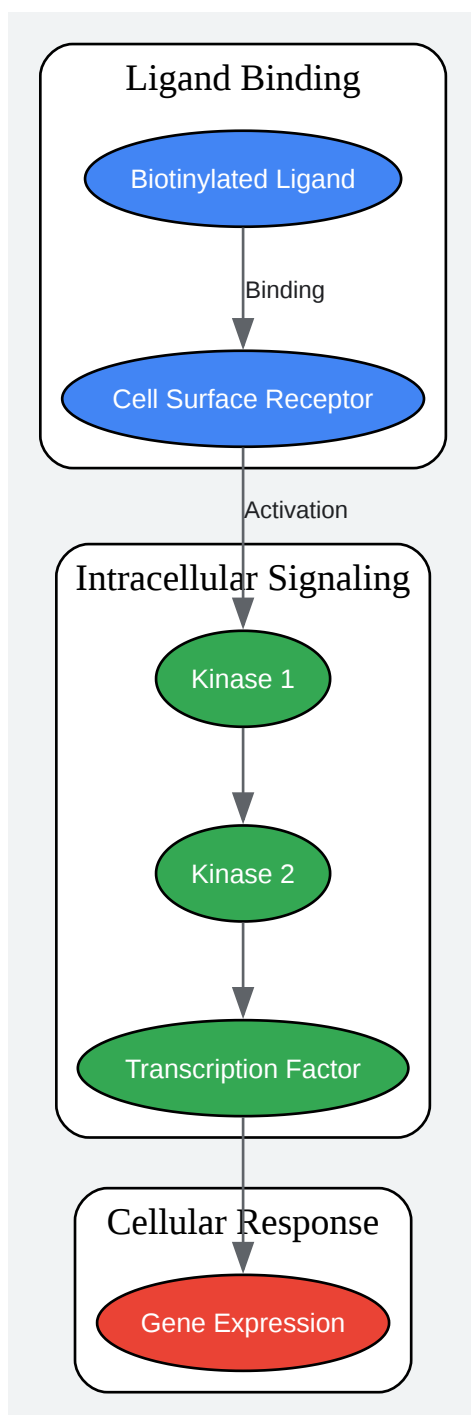 Ligand Binding
Biotinylated Ligand
Binding
Cell Surface Receptor
Activation
Intracellular Signaling
Kinase 1
Kinase 2
Transcription Factor
Cellular Response
Gene Expression